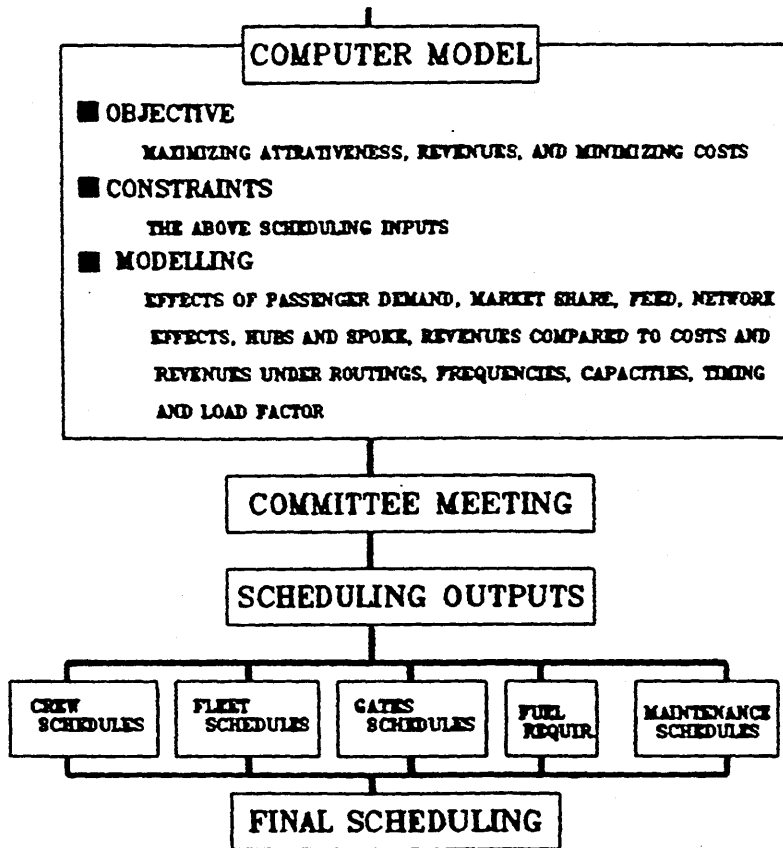 COMPUTER MODEL
OBJECTIVE
MAXIMIZING ATTRATIVENESS, REVENUES, AND MINIMIZING COSTS
CONSTRAINTS
THE ABOVE SCHEDULING INPUTS
MODELLING
EFFECTS OF PASSENGER DEMAND, MARKET SHARE, FEED, NETWORK
EFFECTS, HUBS AND SPOKE, REVENUES COMPARED TO COSTS AND
REVENUES UNDER ROUTINGS, FREQUENCIES, CAPACITIES, TIMING
AND LOAD FACTOR
COMMITTEE MEETING
SCHEDULING OUTPUTS
CREW
SCHEDULES
FLEET
SCHEDULES
GATES
SCHEDULES
FUEL
REQUIR.
MAINTENANCE
SCHEDULES
FINAL SCHEDULING